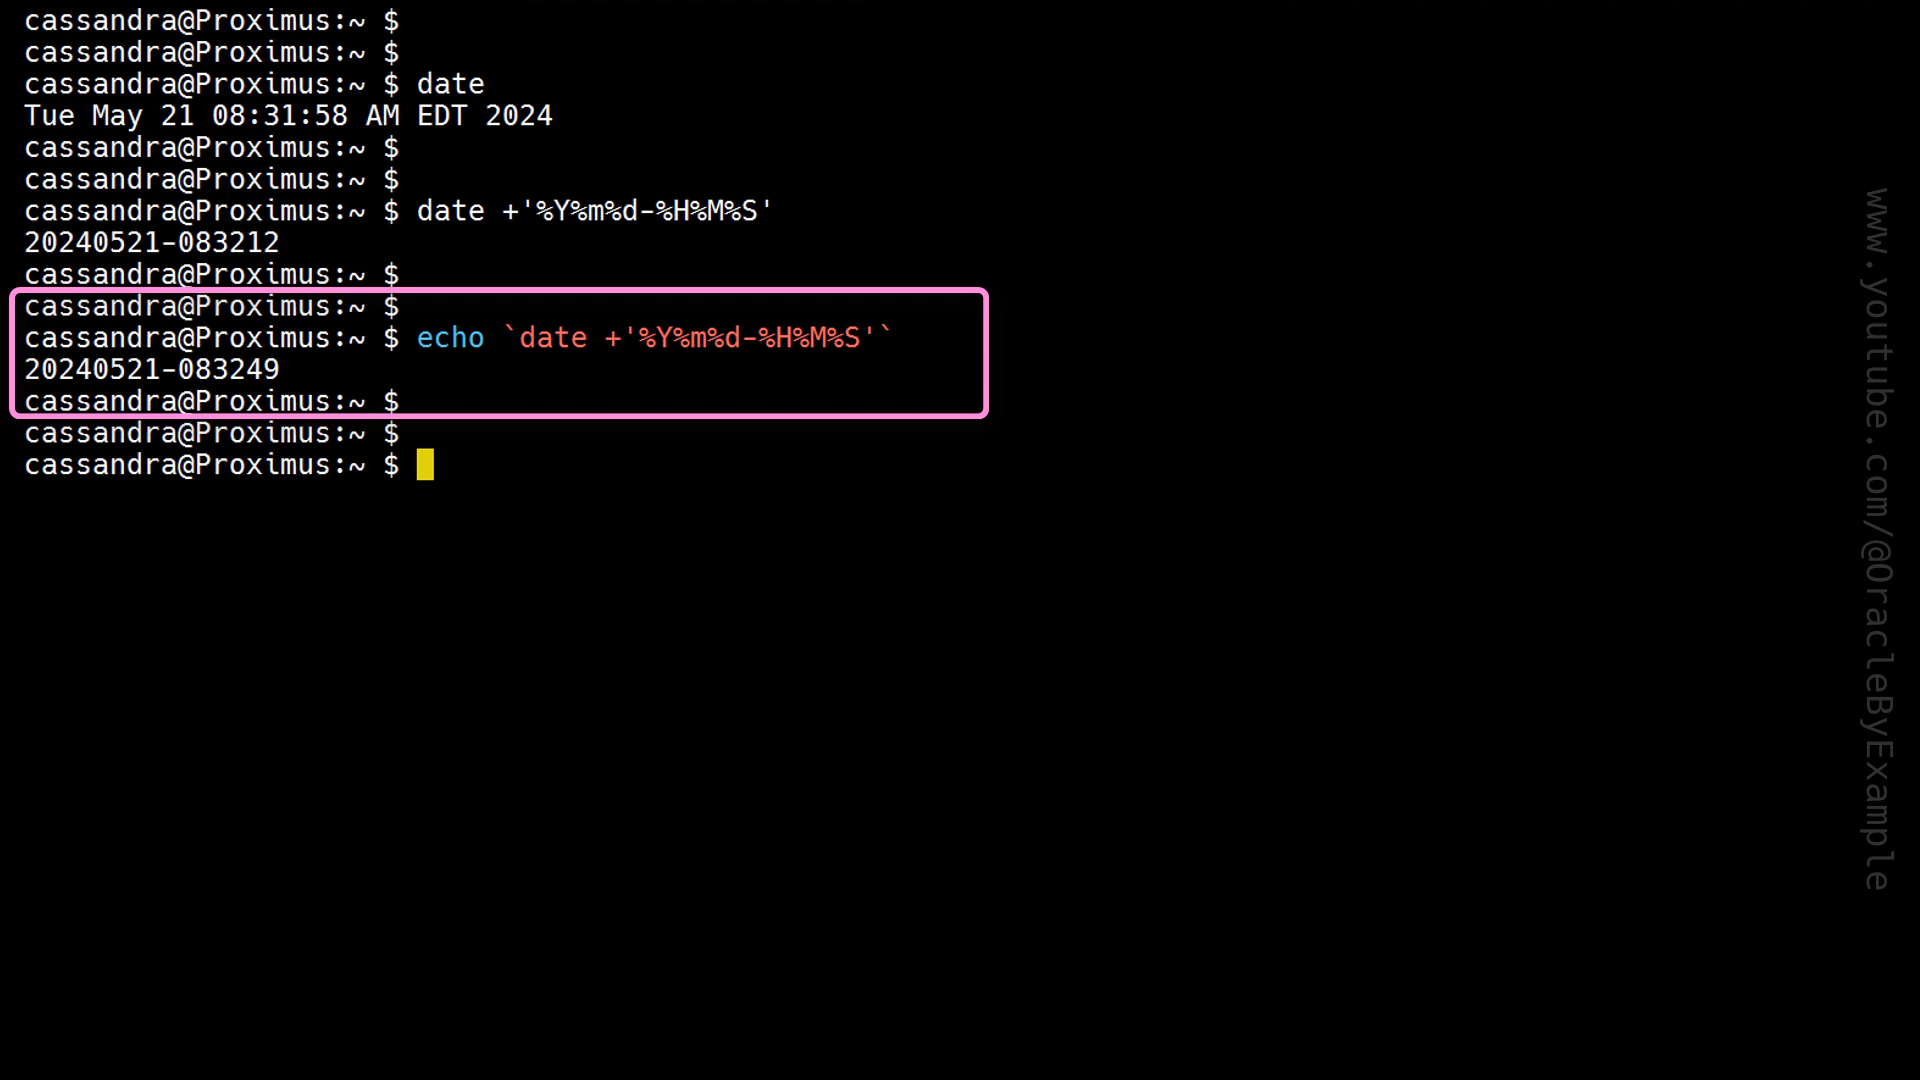 cassandra@Proximus:~ $
cassandra@Proximus:~ $
cassandra@Proximus:~ $ date
Tue May 21 08:31:58 AM EDT 2024
cassandra@Proximus:~ $
cassandra@Proximus:~ $
cassandra@Proximus:~ $ date +'%Y%m%d-%H%M%S'
20240521-083212
cassandra@Proximus:~ $
cassandra@Proximus:~ $
cassandra@Proximus:~ $ echo `date +'%Y%m%d-%H%M%S'`
20240521-083249
cassandra@Proximus:~ $
cassandra@Proximus:~ $
cassandra@Proximus:~ $
www.youtube.com/@OracleByExample